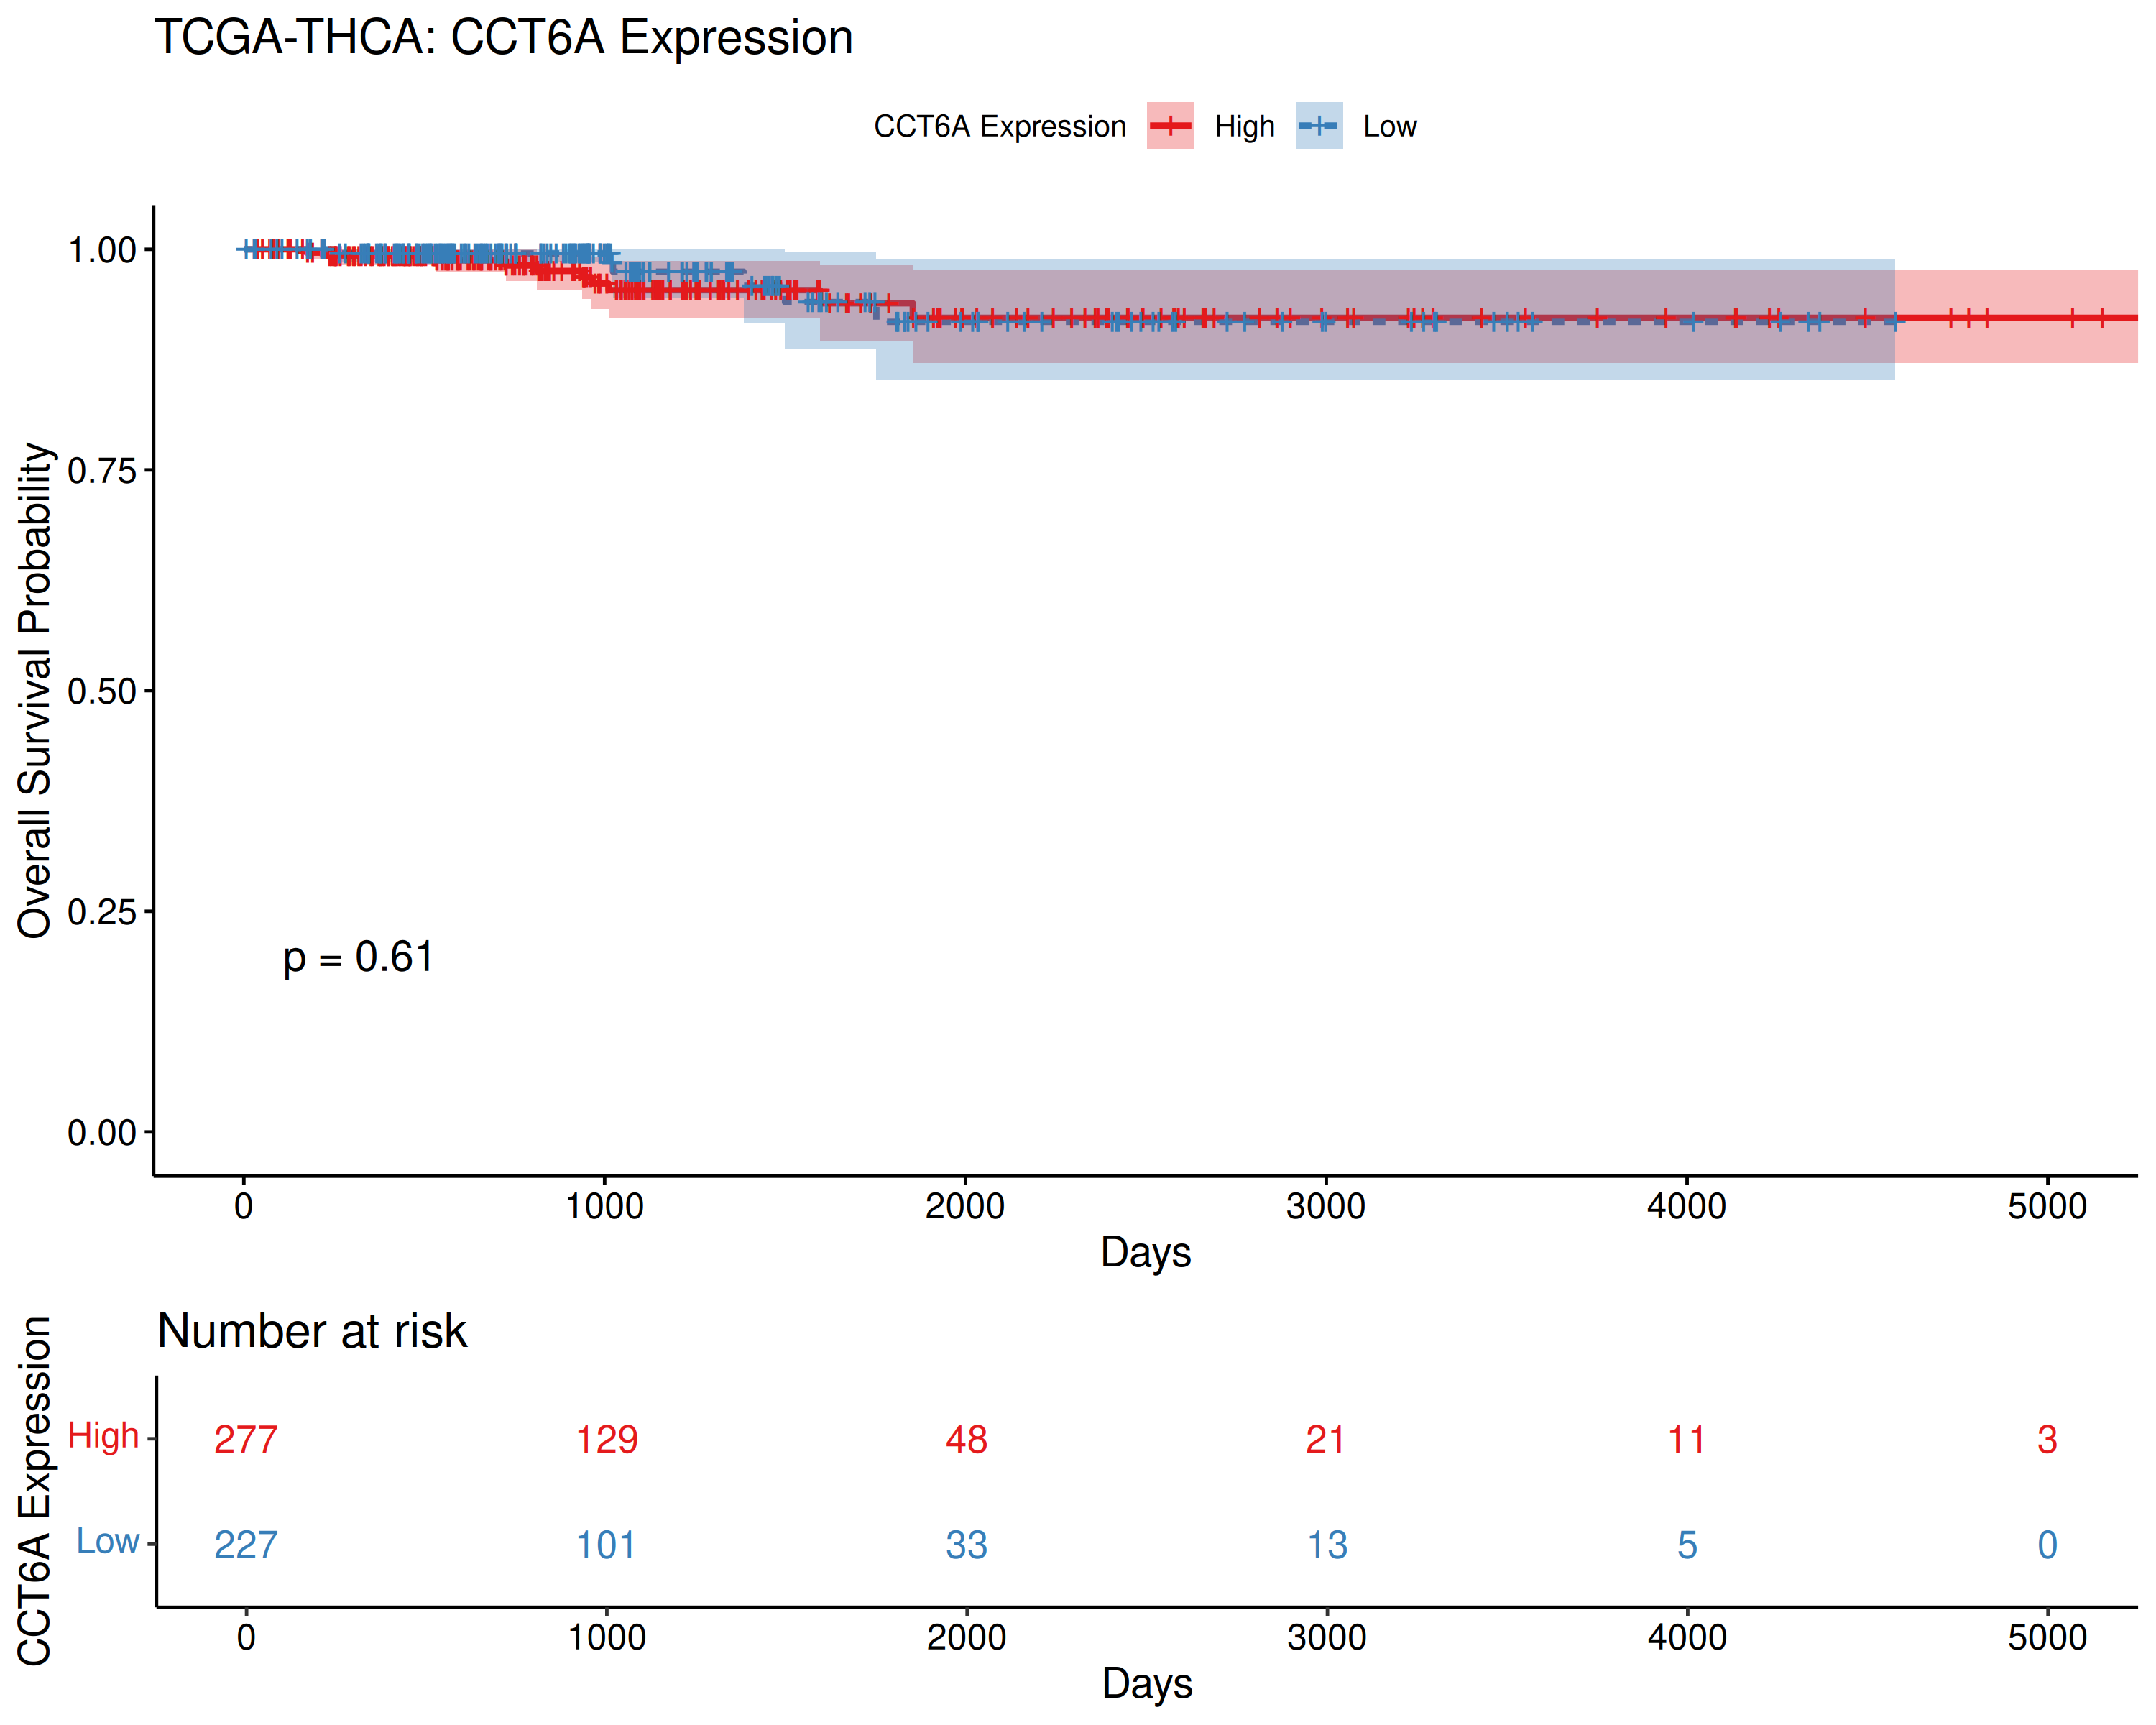 TCGA-THCA: CCT6A Expression
CCT6A Expression High Low
Overall Survival Probability
1.00
0.75
0.50
0.25
0.00
p = 0.61
0 1000 2000 3000 4000 5000
Days
Number at risk
CCT6A Expression
High 277 129 48 21 11 3
Low 227 101 33 13 5 0
0 1000 2000 3000 4000 5000
Days